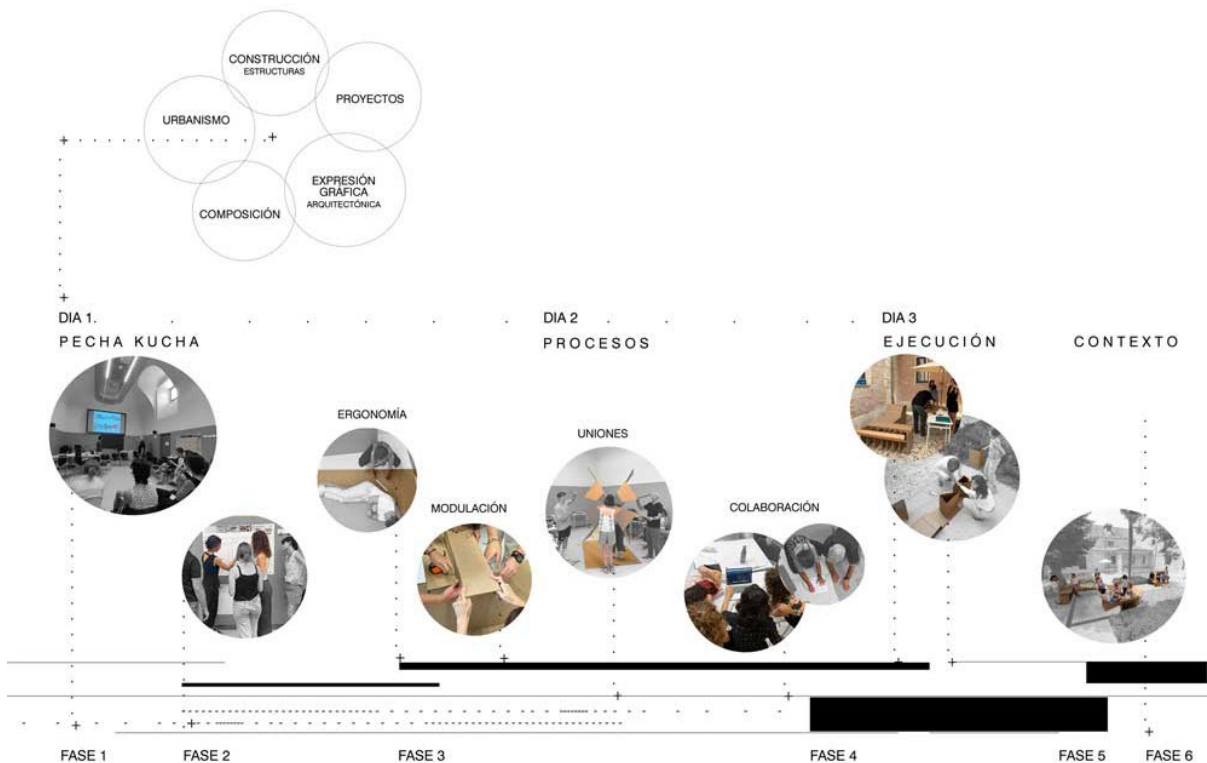 CONSTRUCCIÓN
ESTRUCTURAS
PROYECTOS
URBANISMO
EXPRESIÓN
GRÁFICA
ARQUITECTÓNICA
COMPOSICIÓN
DIA 1.
DIA 2
DIA 3
PECHA KUCHA
PROCESOS
EJECUCIÓN
CONTEXTO
ERGONOMÍA
UNIONES
MODULACIÓN
COLABORACIÓN
FASE 1
FASE 2
FASE 3
FASE 4
FASE 5
FASE 6